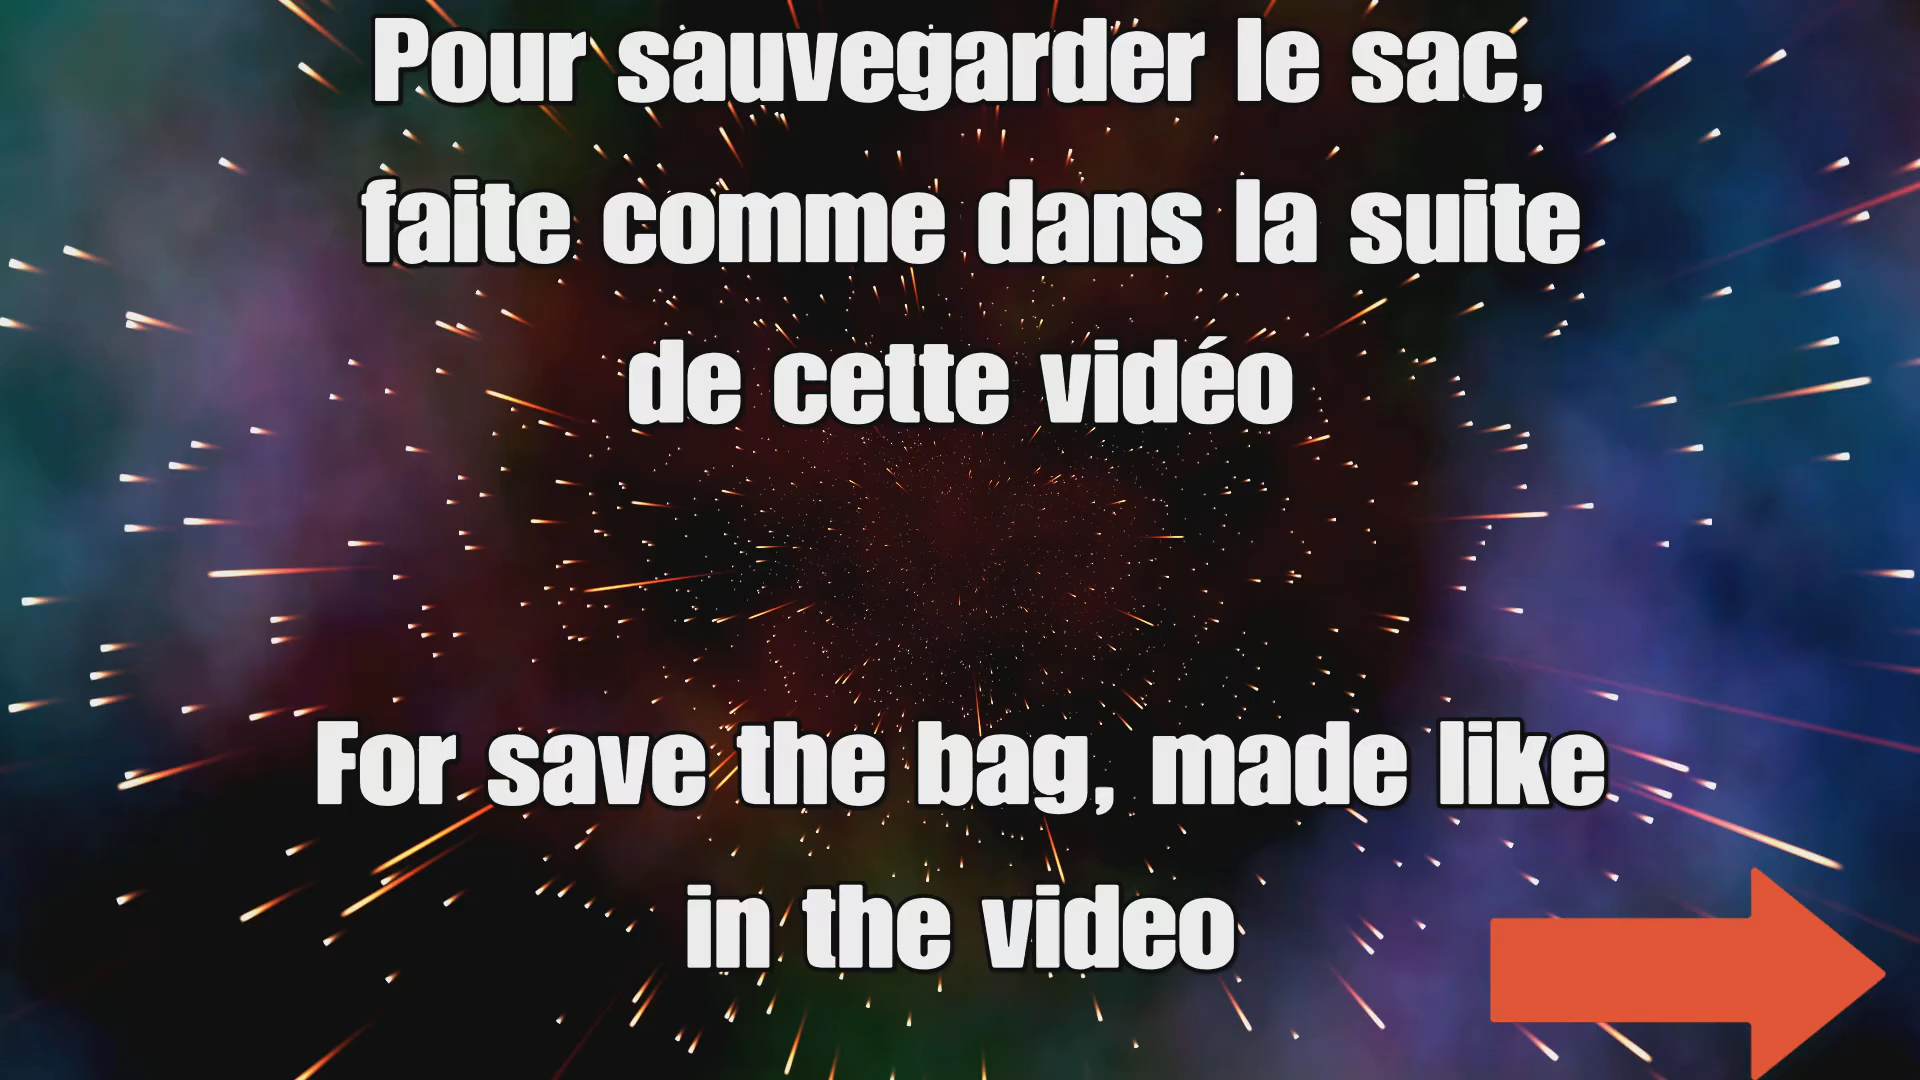 Pour sauvegarder le sac,
faite comme dans la suite
de cette vidéo
For save the bag, made like
in the video